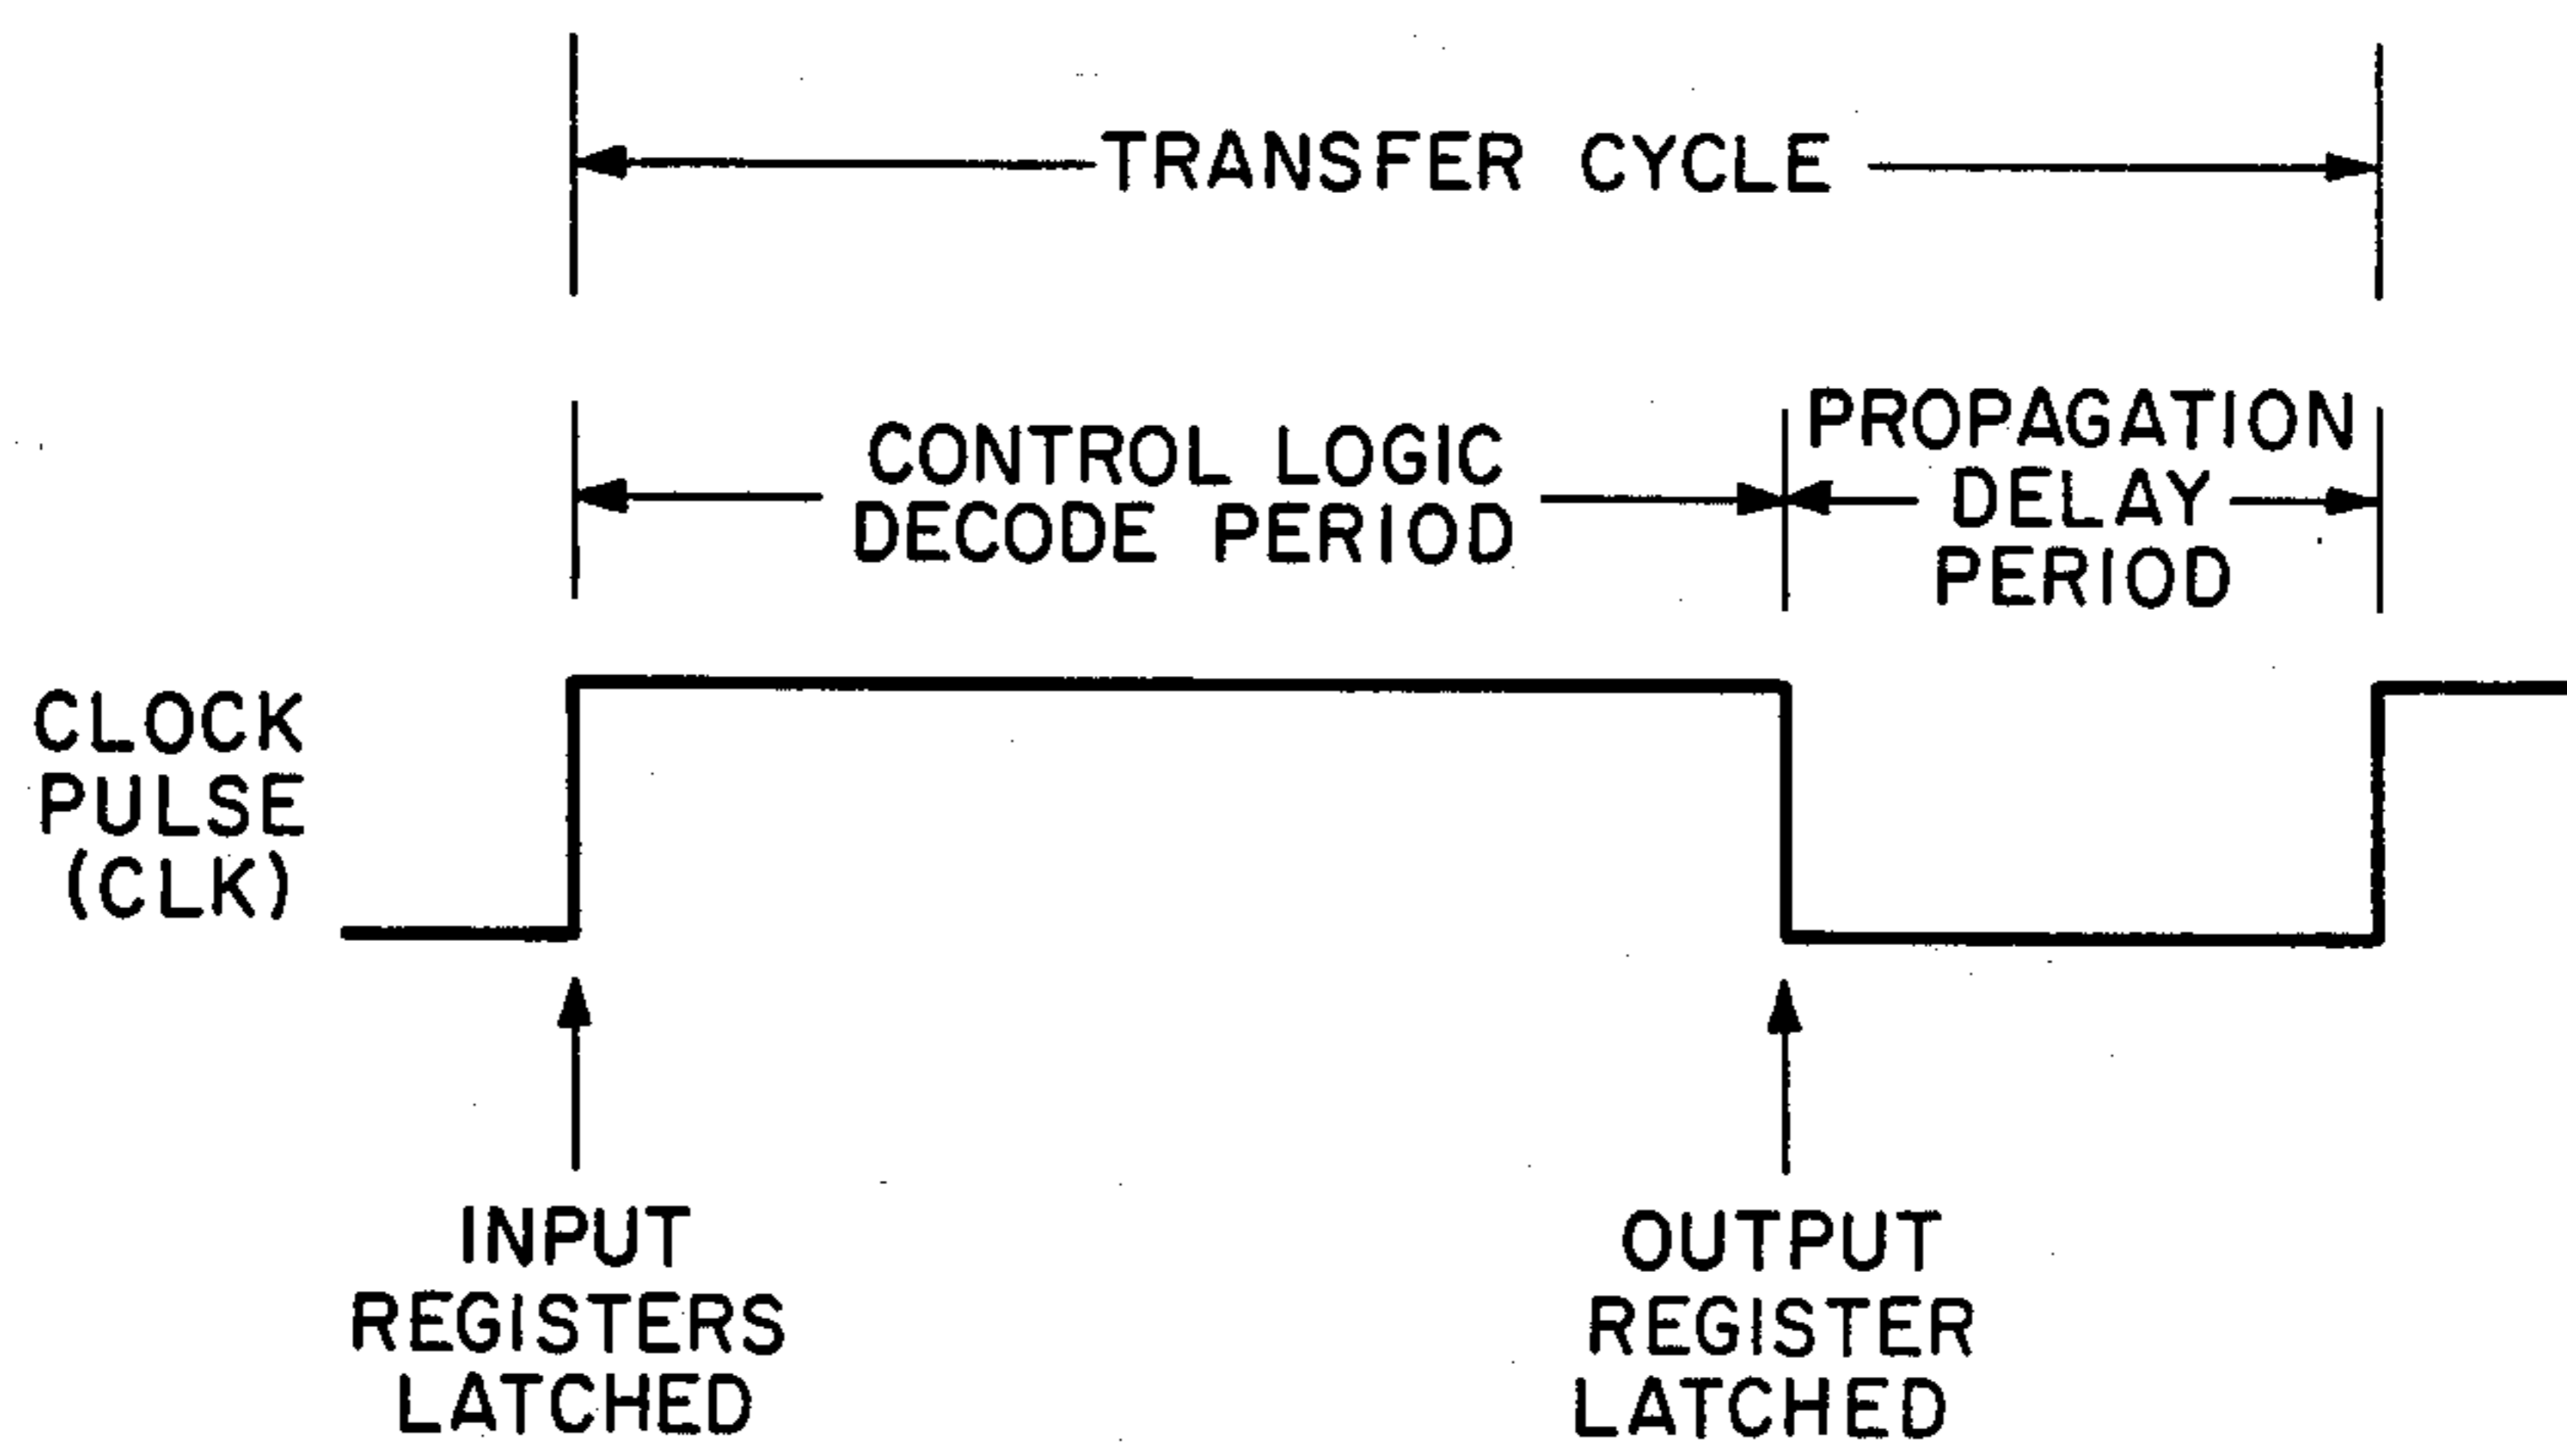 TRANSFER CYCLE
CONTROL LOGIC
DECODE PERIOD
PROPAGATION
DELAY
PERIOD
CLOCK
PULSE
(CLK)
INPUT
REGISTERS
LATCHED
OUTPUT
REGISTER
LATCHED